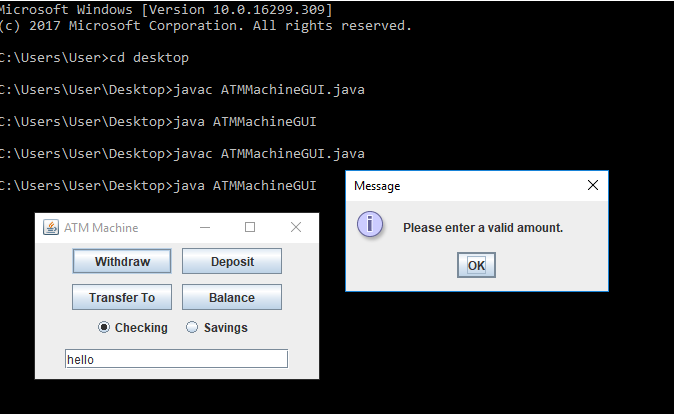 Microsoft Windows [Version 10.0.16299.309]
(c) 2017 Microsoft Corporation. All rights reserved.
C:\Users\User>cd desktop
C:\Users\User\Desktop>javac ATMMachineGUI.java
C:\Users\User\Desktop>java ATMMachineGUI
C:\Users\User\Desktop>javac ATMMachineGUI.java
C:\Users\User\Desktop>java ATMMachineGUI
Message
Please enter a valid amount.
OK
ATM Machine
Withdraw Deposit
Transfer To Balance
Checking Savings
hello